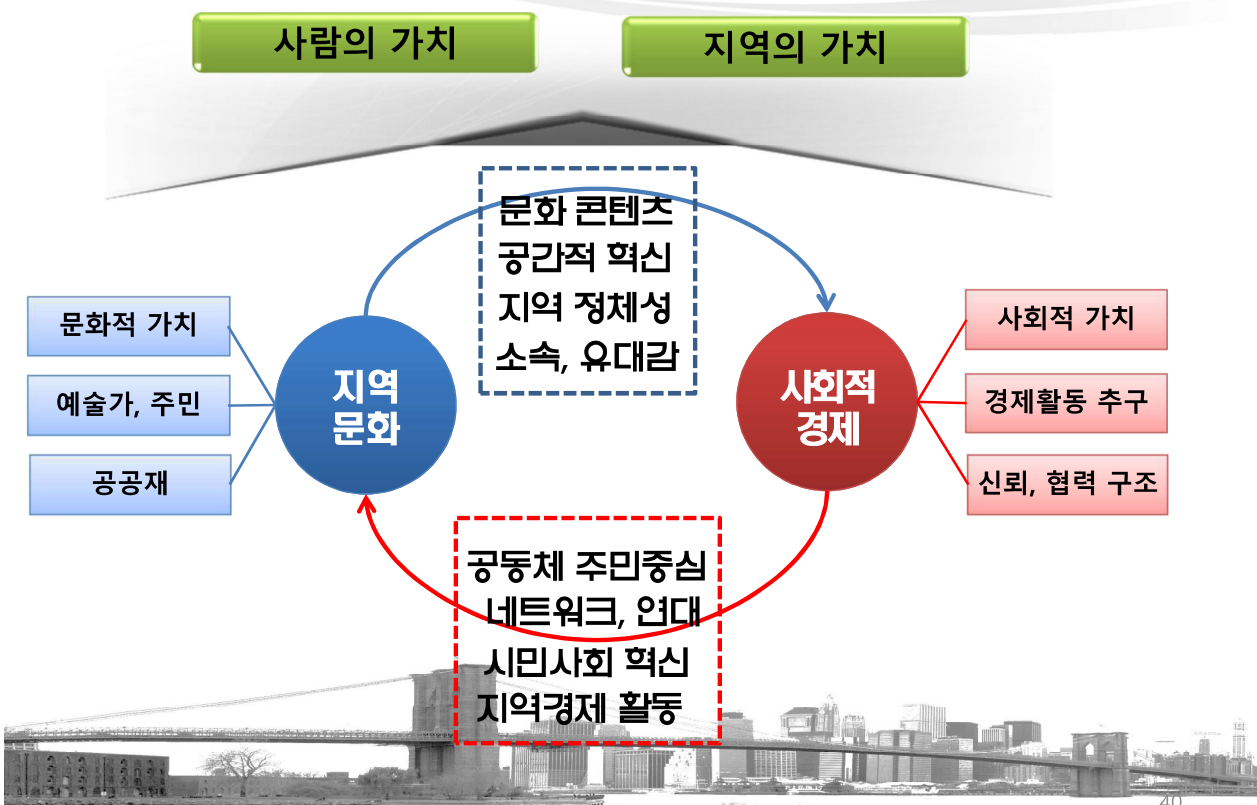 사람의 가치
지역의 가치
문화 콘텐츠
공간적 혁신
지역 정체성
소속, 유대감
문화적 가치
예술가, 주민
공공재
지역
문화
사회적
경제
사회적 가치
경제활동 추구
신뢰, 협력 구조
공동체 주민중심
네트워크, 연대
시민사회 혁신
지역경제 활동
40